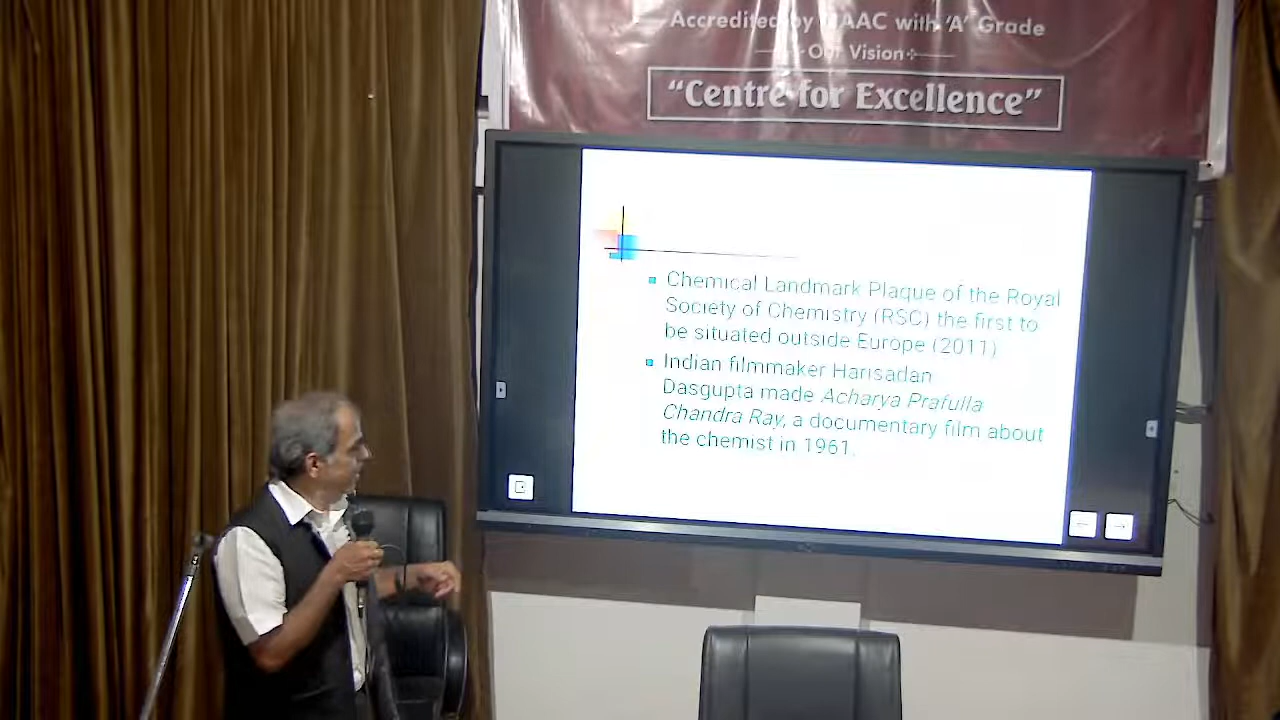 Accredited by NAAC with 'A' Grade
Our Vision
"Centre for Excellence"
Chemical Landmark Plaque of the Royal
Society of Chemistry (RSC) the first to
be situated outside Europe (2011)
Indian filmmaker Harisadan
Dasgupta made Acharya Prafulla
Chandra Ray, a documentary film about
the chemist in 1961.